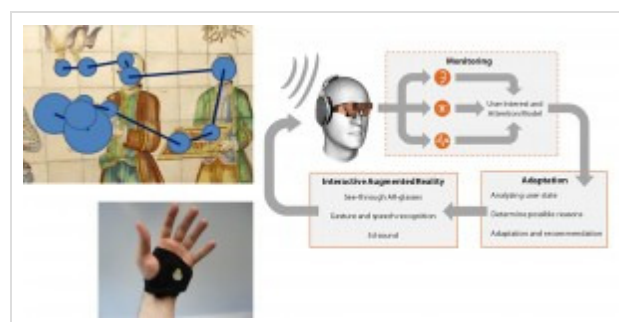 Monitoring
User Interest and
Attention Model
Interactive Augmented Reality
See-through AR-glasses
Gesture and speech recognition
3d sound
Adaptation
Analyzing user state
Determine possible reasons
Adaptation and recommendation